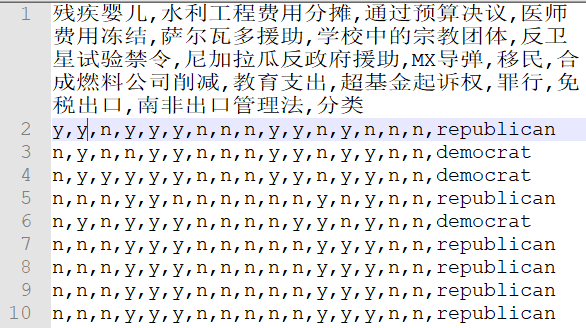 1 残疾婴儿,水利工程费用分摊,通过预算决议,医师
费用冻结,萨尔瓦多援助,学校中的宗教团体,反卫
星试验禁令,尼加拉瓜反政府援助,MX导弹,移民,合
成燃料公司削减,教育支出,超基金起诉权,罪行,免
税出口,南非出口管理法,分类
2 y,y,n,y,y,y,n,n,n,y,y,n,y,n,n,n,republican
3 n,y,n,n,y,y,n,n,n,n,y,y,y,n,n,n,democrat
4 n,y,y,y,y,y,n,n,n,y,y,y,y,n,n,n,democrat
5 n,n,n,y,y,n,n,n,n,n,n,y,n,y,n,n,republican
6 n,y,n,y,y,y,n,n,n,n,y,y,n,y,n,n,democrat
7 n,n,n,y,y,y,n,n,n,n,n,y,y,y,n,n,republican
8 n,n,n,y,y,y,n,n,n,n,n,y,y,y,n,n,republican
9 n,n,n,y,y,y,n,n,n,n,n,y,y,y,n,n,republican
10 n,n,n,y,y,y,n,n,n,n,n,y,y,y,n,n,republican